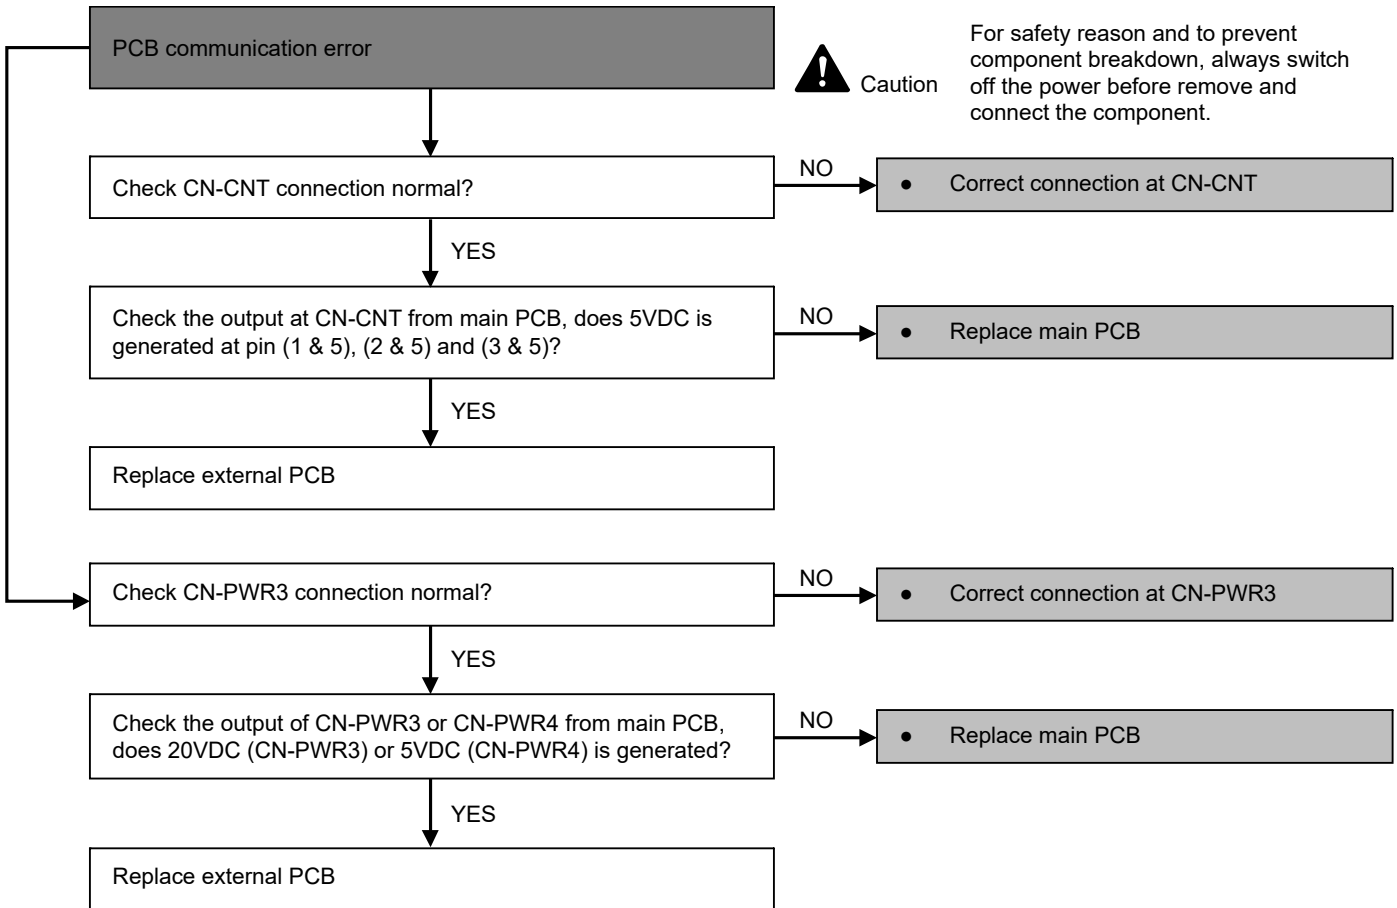 PCB communication error
Caution
For safety reason and to prevent
component breakdown, always switch
off the power before remove and
connect the component.
Check CN-CNT connection normal?
NO
● Correct connection at CN-CNT
YES
Check the output at CN-CNT from main PCB, does 5VDC is
generated at pin (1 & 5), (2 & 5) and (3 & 5)?
NO
● Replace main PCB
YES
Replace external PCB
Check CN-PWR3 connection normal?
NO
● Correct connection at CN-PWR3
YES
Check the output of CN-PWR3 or CN-PWR4 from main PCB,
does 20VDC (CN-PWR3) or 5VDC (CN-PWR4) is generated?
NO
● Replace main PCB
YES
Replace external PCB